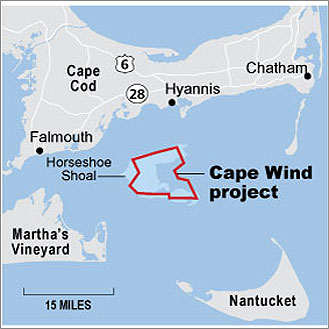 Cape
Cod
6
28
Hyannis
Chatham
Falmouth
Horseshoe
Shoal
Cape Wind
project
Martha's
Vineyard
15 MILES
Nantucket